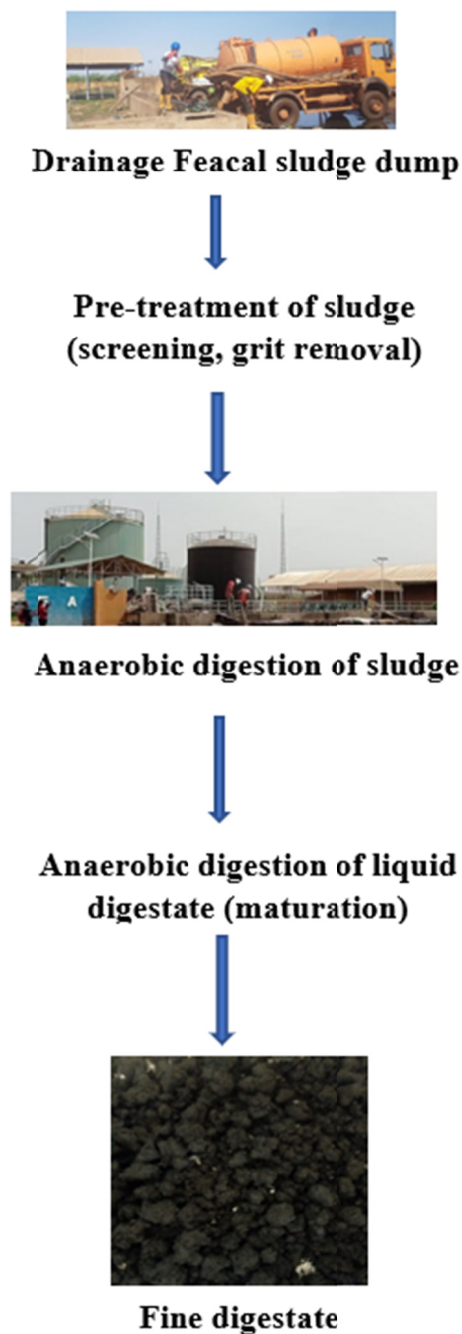 Drainage Feacal sludge dump
Pre-treatment of sludge
(screening, grit removal)
Anaerobic digestion of sludge
Anaerobic digestion of liquid
digestate (maturation)
Fine digestate